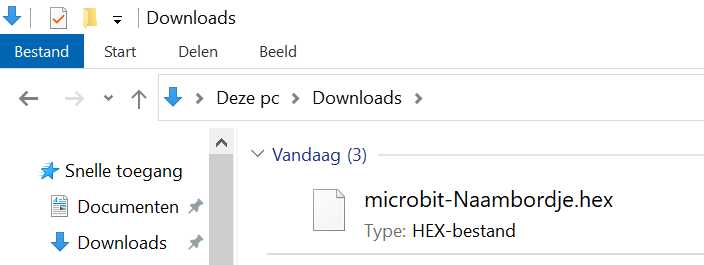 Downloads
Bestand Start Delen Beeld
Deze pc Downloads
Snelle toegang
Documenten
Downloads
Vandaag (3)
microbit-Naambordje.hex
Type: HEX-bestand